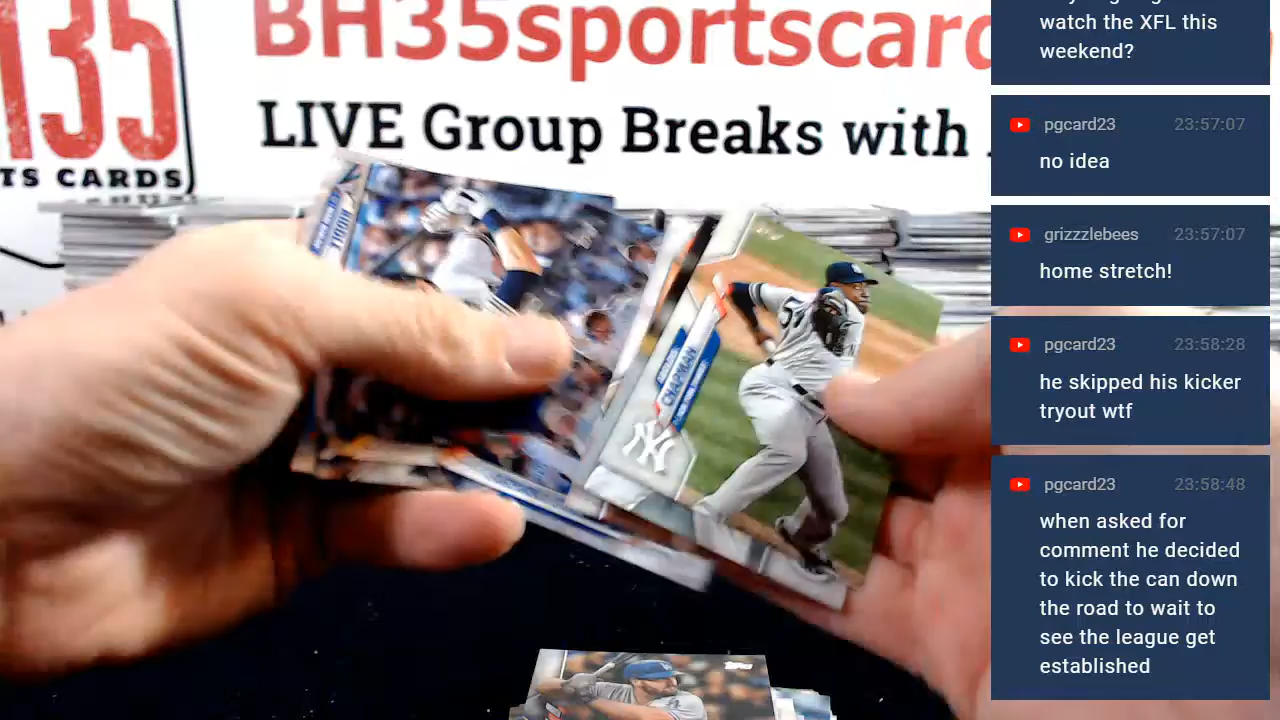 135
TS CARDS
BH35sportscard
LIVE Group Breaks with
CHAPMAN
NY
topps
watch the XFL this
weekend?
pgcard23 23:57:07
no idea
grizzzlebees 23:57:07
home stretch!
pgcard23 23:58:28
he skipped his kicker
tryout wtf
pgcard23 23:58:48
when asked for
comment he decided
to kick the can down
the road to wait to
see the league get
established